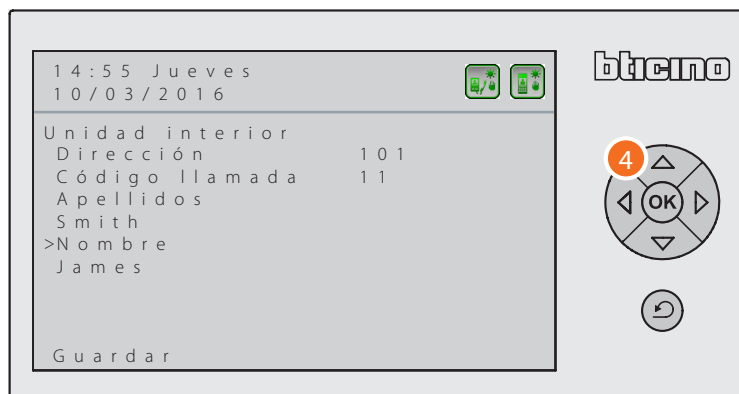 14:55 Jueves
10/03/2016
bticino
Unidad interior
Dirección 101
Código llamada 11
Apellidos
Smith
>Nombre
James
Guardar
4
OK